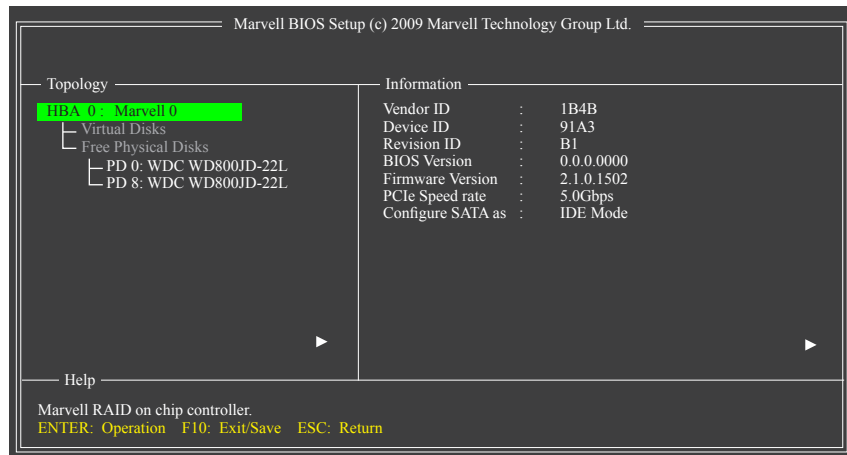 Marvell BIOS Setup (c) 2009 Marvell Technology Group Ltd.
Topology
HBA 0 : Marvell 0
Virtual Disks
Free Physical Disks
PD 0: WDC WD800JD-22L
PD 8: WDC WD800JD-22L
Information
Vendor ID : 1B4B
Device ID : 91A3
Revision ID : B1
BIOS Version : 0.0.0.0000
Firmware Version : 2.1.0.1502
PCIe Speed rate : 5.0Gbps
Configure SATA as : IDE Mode
Help
Marvell RAID on chip controller.
ENTER: Operation F10: Exit/Save ESC: Return